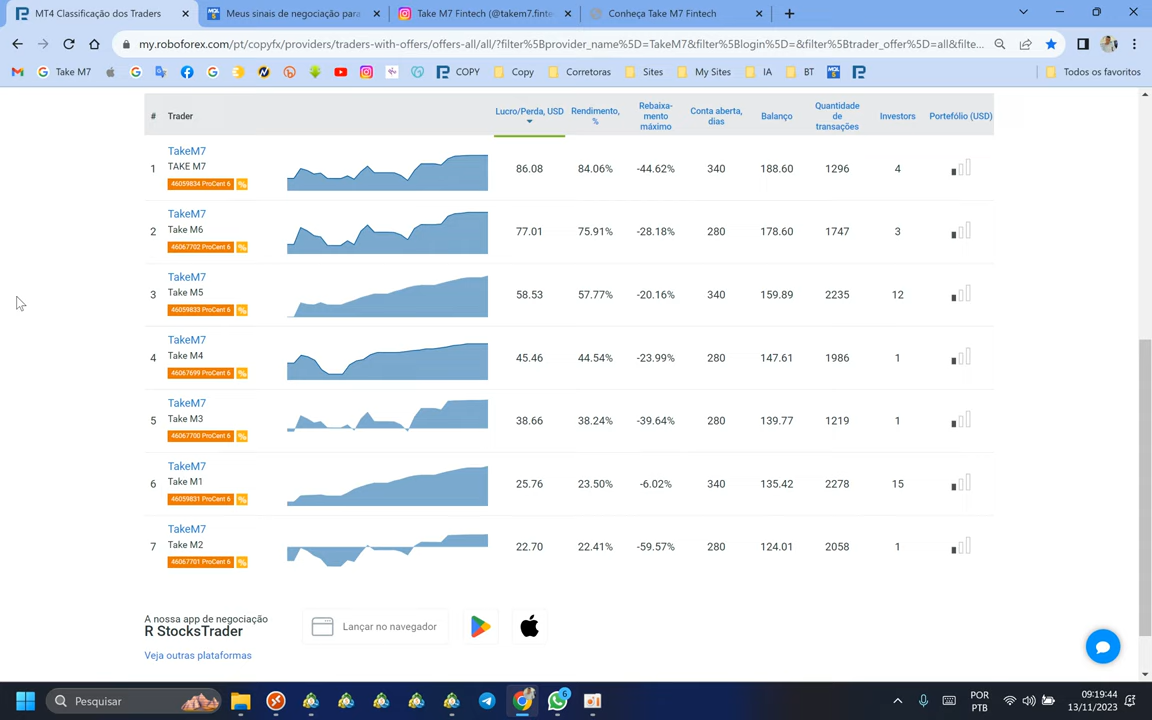 MT4 Classificação dos Traders
Meus sinais de negociação para
Take M7 Fintech (@takem7.finte
Conheça Take M7 Fintech
my.roboforex.com/pt/copyfx/providers/traders-with-offers/offers-all/all/?filter%5Bprovider_name%5D=TakeM7&filter%5Blogin%5D=&filter%5Btrader_offer%5D=all&filte...
Take M7
COPY
Copy
Corretoras
Sites
My Sites
IA
BT
Todos os favoritos
# Trader Lucro/Perda, USD Rendimento, % Rebaixa-mento máximo Conta aberta, dias Balanço Quantidade de transações Investors Portefólio (USD)
1 TakeM7 86.08 84.06% -44.62% 340 188.60 1296 4
TAKE M7
46059834 ProCent 6 %
2 TakeM7 77.01 75.91% -28.18% 280 178.60 1747 3
Take M6
46067702 ProCent 6 %
3 TakeM7 58.53 57.77% -20.16% 340 159.89 2235 12
Take M5
46059833 ProCent 6 %
4 TakeM7 45.46 44.54% -23.99% 280 147.61 1986 1
Take M4
46067699 ProCent 6 %
5 TakeM7 38.66 38.24% -39.64% 280 139.77 1219 1
Take M3
46067700 ProCent 6 %
6 TakeM7 25.76 23.50% -6.02% 340 135.42 2278 15
Take M1
46059831 ProCent 6 %
7 TakeM7 22.70 22.41% -59.57% 280 124.01 2058 1
Take M2
46067701 ProCent 6 %
A nossa app de negociação
R StocksTrader
Lançar no navegador
Veja outras plataformas
Pesquisar
6
POR
PTB
09:19:44
13/11/2023